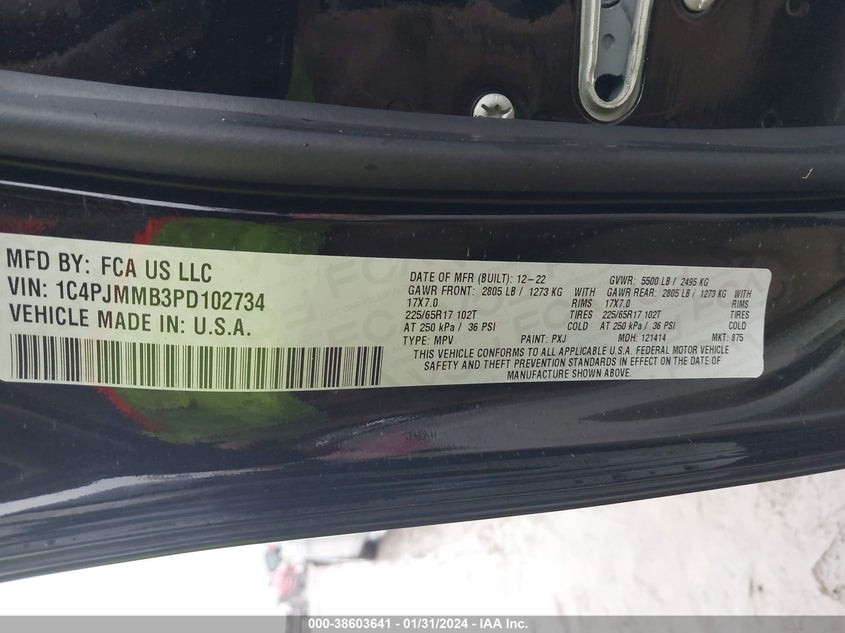 MFD BY: FCA US LLC
VIN: 1C4PJMMB3PD102734
VEHICLE MADE IN: U.S.A.
DATE OF MFR (BUILT): 12-22 GVWR: 5500 LB / 2495 KG
GAWR FRONT: 2805 LB / 1273 KG WITH GAWR REAR: 2805 LB / 1273 KG WITH
17X7.0 RIMS 17X7.0 RIMS
225/65R17 102T TIRES 225/65R17 102T TIRES
AT 250 kPa / 36 PSI COLD AT 250 kPa / 36 PSI COLD
TYPE: MPV PAINT: PXJ MDH: 121414 MKT: 875
THIS VEHICLE CONFORMS TO ALL APPLICABLE U.S.A. FEDERAL MOTOR VEHICLE
SAFETY AND THEFT PREVENTION STANDARDS IN EFFECT ON THE DATE OF
MANUFACTURE SHOWN ABOVE.
000-38603641 - 01/31/2024 - IAA Inc.